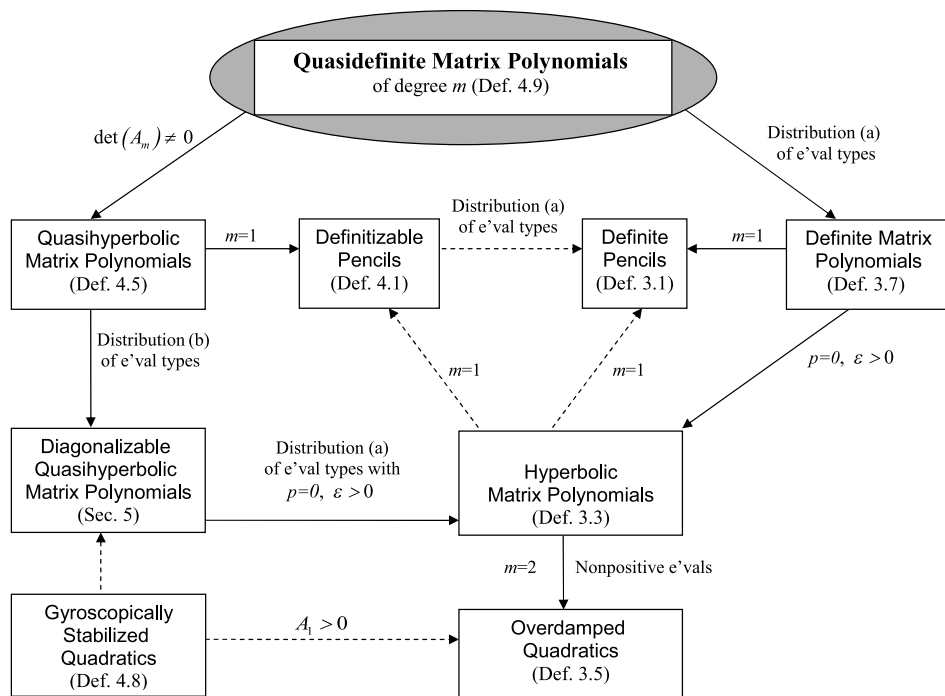 Quasidefinite Matrix Polynomials
of degree m (Def. 4.9)
det(A_m) ≠ 0
Distribution (a)
of e'val types
Quasihyperbolic
Matrix Polynomials
(Def. 4.5)
m=1
Definitizable
Pencils
(Def. 4.1)
Distribution (a)
of e'val types
Definite
Pencils
(Def. 3.1)
m=1
Definite Matrix
Polynomials
(Def. 3.7)
Distribution (b)
of e'val types
m=1
m=1
p=0, ε > 0
Diagonalizable
Quasihyperbolic
Matrix Polynomials
(Sec. 5)
Distribution (a)
of e'val types with
p=0, ε > 0
Hyperbolic
Matrix Polynomials
(Def. 3.3)
m=2
Nonpositive e'vals
Gyroscopically
Stabilized
Quadratics
(Def. 4.8)
A₁ > 0
Overdamped
Quadratics
(Def. 3.5)